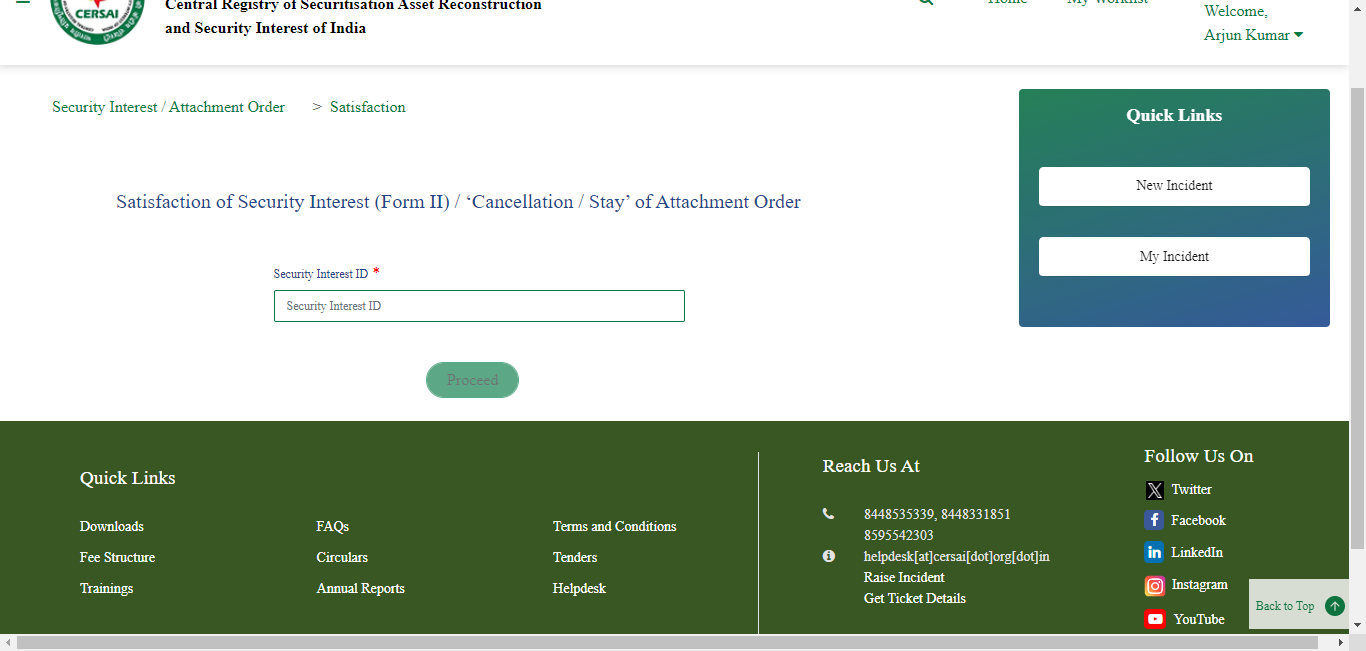 Central Registry of Securitisation Asset Reconstruction
and Security Interest of India
CERSAI
Home
My Worklist
Welcome,
Arjun Kumar
Security Interest / Attachment Order > Satisfaction
Satisfaction of Security Interest (Form II) / ‘Cancellation / Stay’ of Attachment Order
Security Interest ID *
Security Interest ID
Proceed
Quick Links
New Incident
My Incident
Quick Links
Downloads
FAQs
Terms and Conditions
Fee Structure
Circulars
Tenders
Trainings
Annual Reports
Helpdesk
Reach Us At
8448535339, 8448331851
8595542303
helpdesk[at]cersai[dot]org[dot]in
Raise Incident
Get Ticket Details
Follow Us On
Twitter
Facebook
LinkedIn
Instagram
YouTube
Back to Top